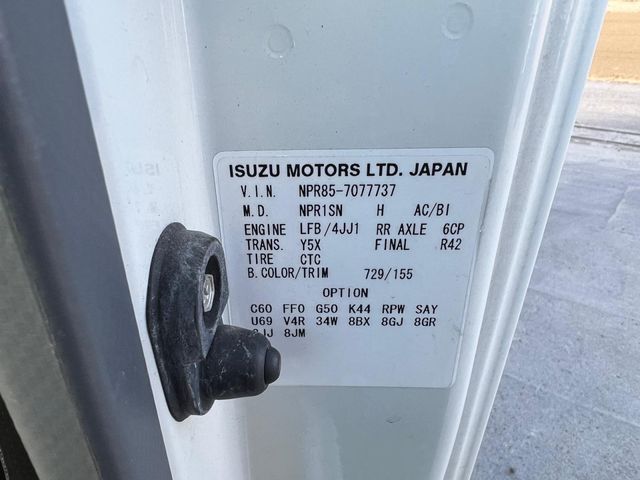 ISUZU MOTORS LTD. JAPAN
V.I.N. NPR85-7077737
M.D. NPR1SN H AC/BI
ENGINE LFB/4JJ1 RR AXLE 6CP
TRANS. Y5X FINAL R42
TIRE CTC
B.COLOR/TRIM 729/155
OPTION
C60 FF0 G50 K44 RPW SAY
U69 V4R 34W 8BX 8GJ 8GR
8JM